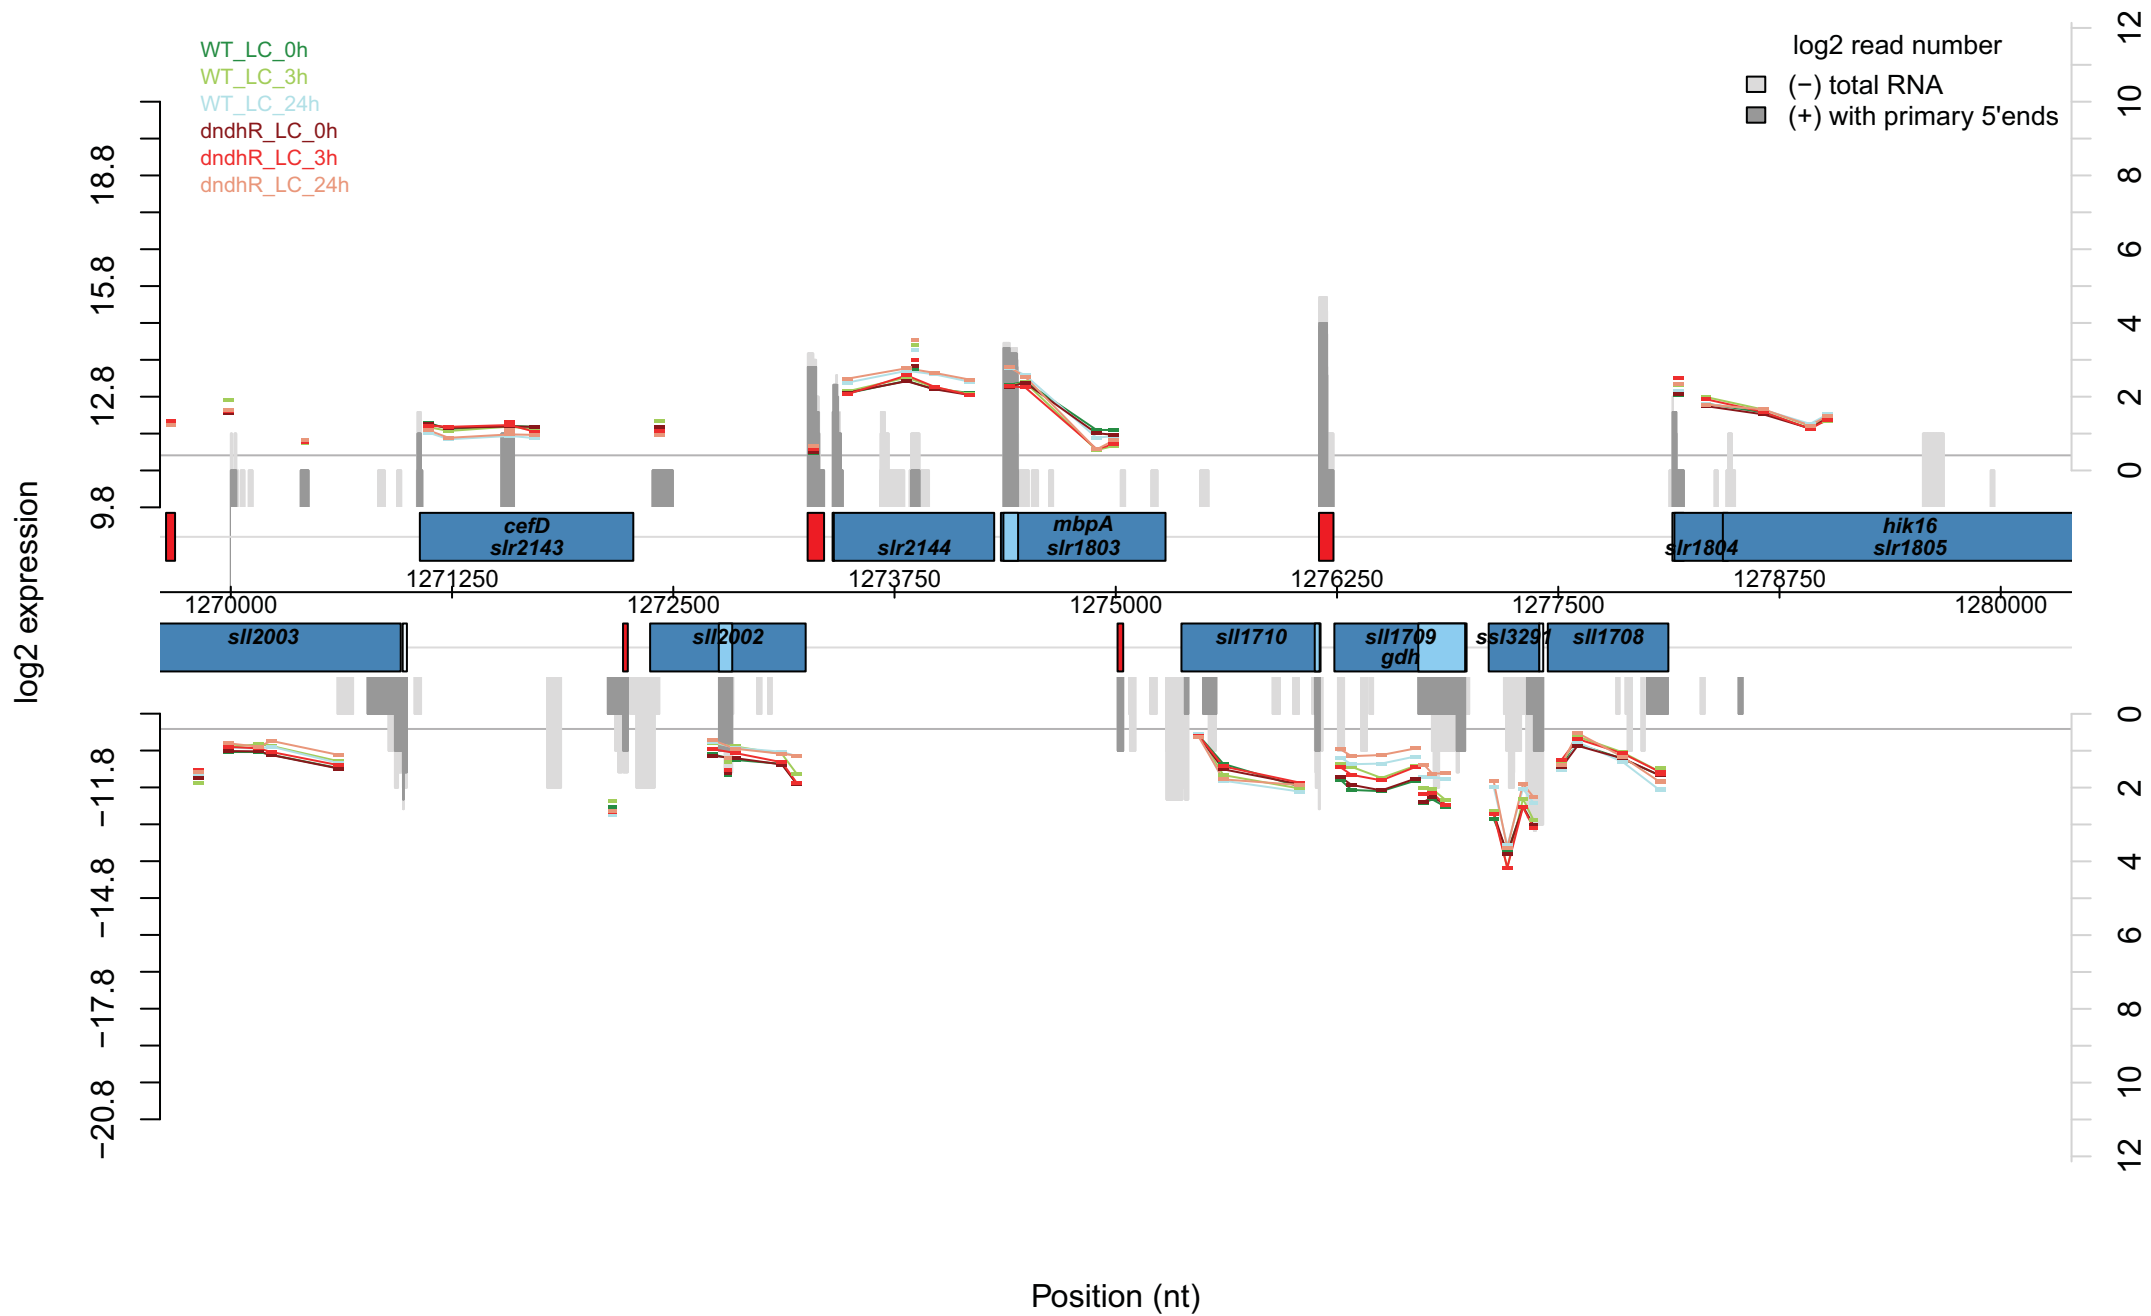 WT_LC_0h
WT_LC_3h
WT_LC_24h
dndhR_LC_0h
dndhR_LC_3h
dndhR_LC_24h
log2 read number
(−) total RNA
(+) with primary 5'ends
log2 expression
18.8
15.8
12.8
9.8
12
10
8
6
4
2
0
cefD
slr2143
slr2144
mbpA
slr1803
slr1804
hik16
slr1805
1271250
1273750
1276250
1278750
1270000
1272500
1275000
1277500
1280000
sll2003
sll2002
sll1710
sll1709
gdh
ssl3291
sll1708
−11.8
−14.8
−17.8
−20.8
0
2
4
6
8
10
12
Position (nt)